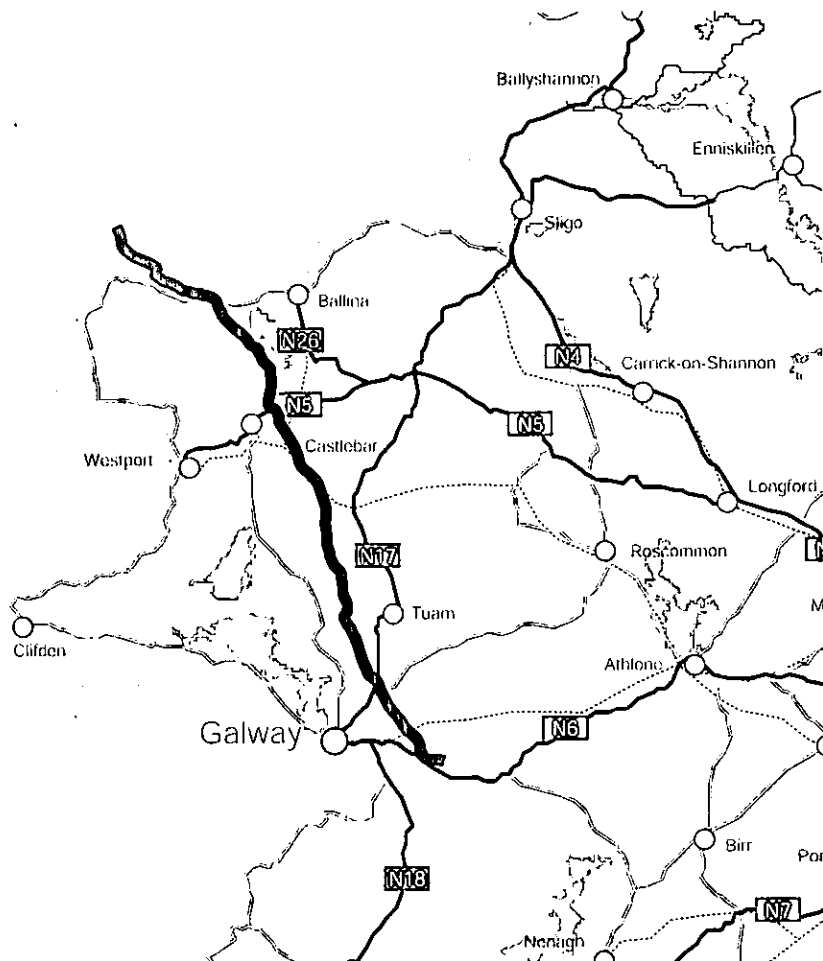 Ballyshannon
Enniskillen
Sligo
Ballina
N26
N4
Carrick-on-Shannon
N5
N5
Castlebar
Westport
Longford
N17
Roscommon
Tuam
Clifden
Athlone
Galway
N6
Birr
N18
N7
Nenagh